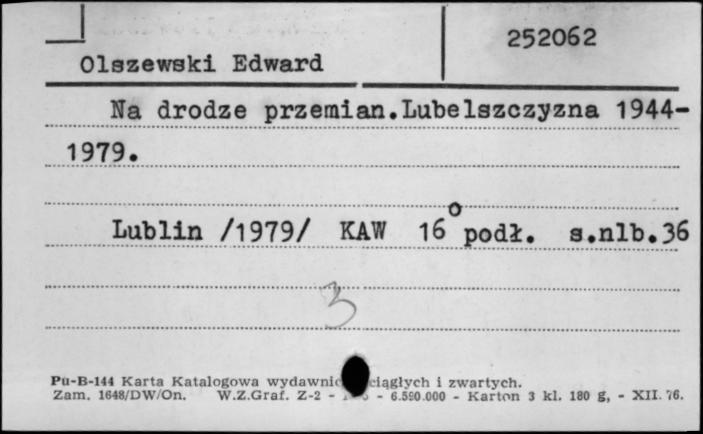 252062
Olszewski Edward
Na drodze przemian.Lubelszczyzna 1944-
1979.
Lublin /1979/ KAW 16° podł. s.nlb.36
3
Pu-B-144 Karta Katalogowa wydawnic ciągłych i zwartych.
Zam. 1648/DW/On. W.Z.Graf. Z-2 - - 6.590.000 - Karton 3 kl. 180 g, - XII. 76.